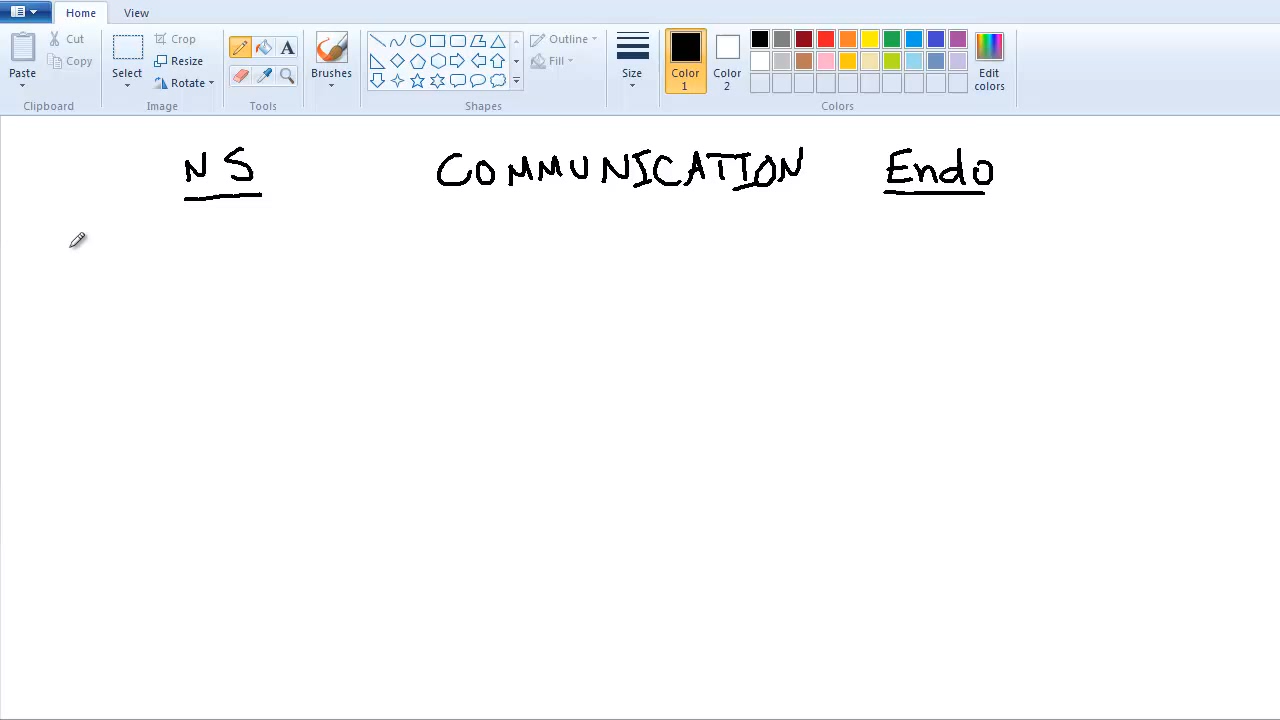 Home View
Cut Crop Outline
Copy Resize Fill
Paste Select Rotate A Brushes Size Color 1 Color 2 Edit colors
Clipboard Image Tools Shapes Colors
NS COMMUNICATION Endo